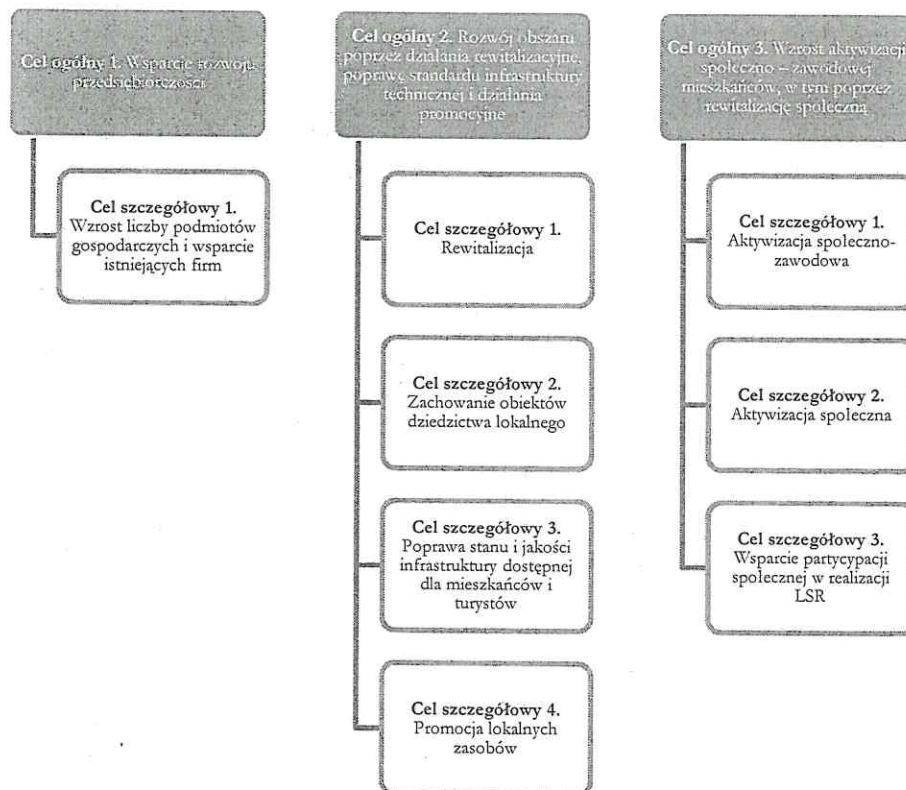 Cel ogólny 1. Wsparcie rozwoju
przedsiębiorczości
Cel szczegółowy 1.
Wzrost liczby podmiotów
gospodarczych i wsparcie
istniejących firm
Cel ogólny 2. Rozwój obszaru
poprzez działania rewitalizacyjne,
poprawę standardu infrastruktury
technicznej i działania
promocyjne
Cel szczegółowy 1.
Rewitalizacja
Cel szczegółowy 2.
Zachowanie obiektów
dziedzictwa lokalnego
Cel szczegółowy 3.
Poprawa stanu i jakości
infrastruktury dostępnej
dla mieszkańców i
turystów
Cel szczegółowy 4.
Promocja lokalnych
zasobów
Cel ogólny 3. Wzrost aktywizacji
społeczno – zawodowej
mieszkańców, w tym poprzez
rewitalizację społeczną
Cel szczegółowy 1.
Aktywizacja społeczno-
zawodowa
Cel szczegółowy 2.
Aktywizacja społeczna
Cel szczegółowy 3.
Wsparcie partycypacji
społecznej w realizacji
LSR